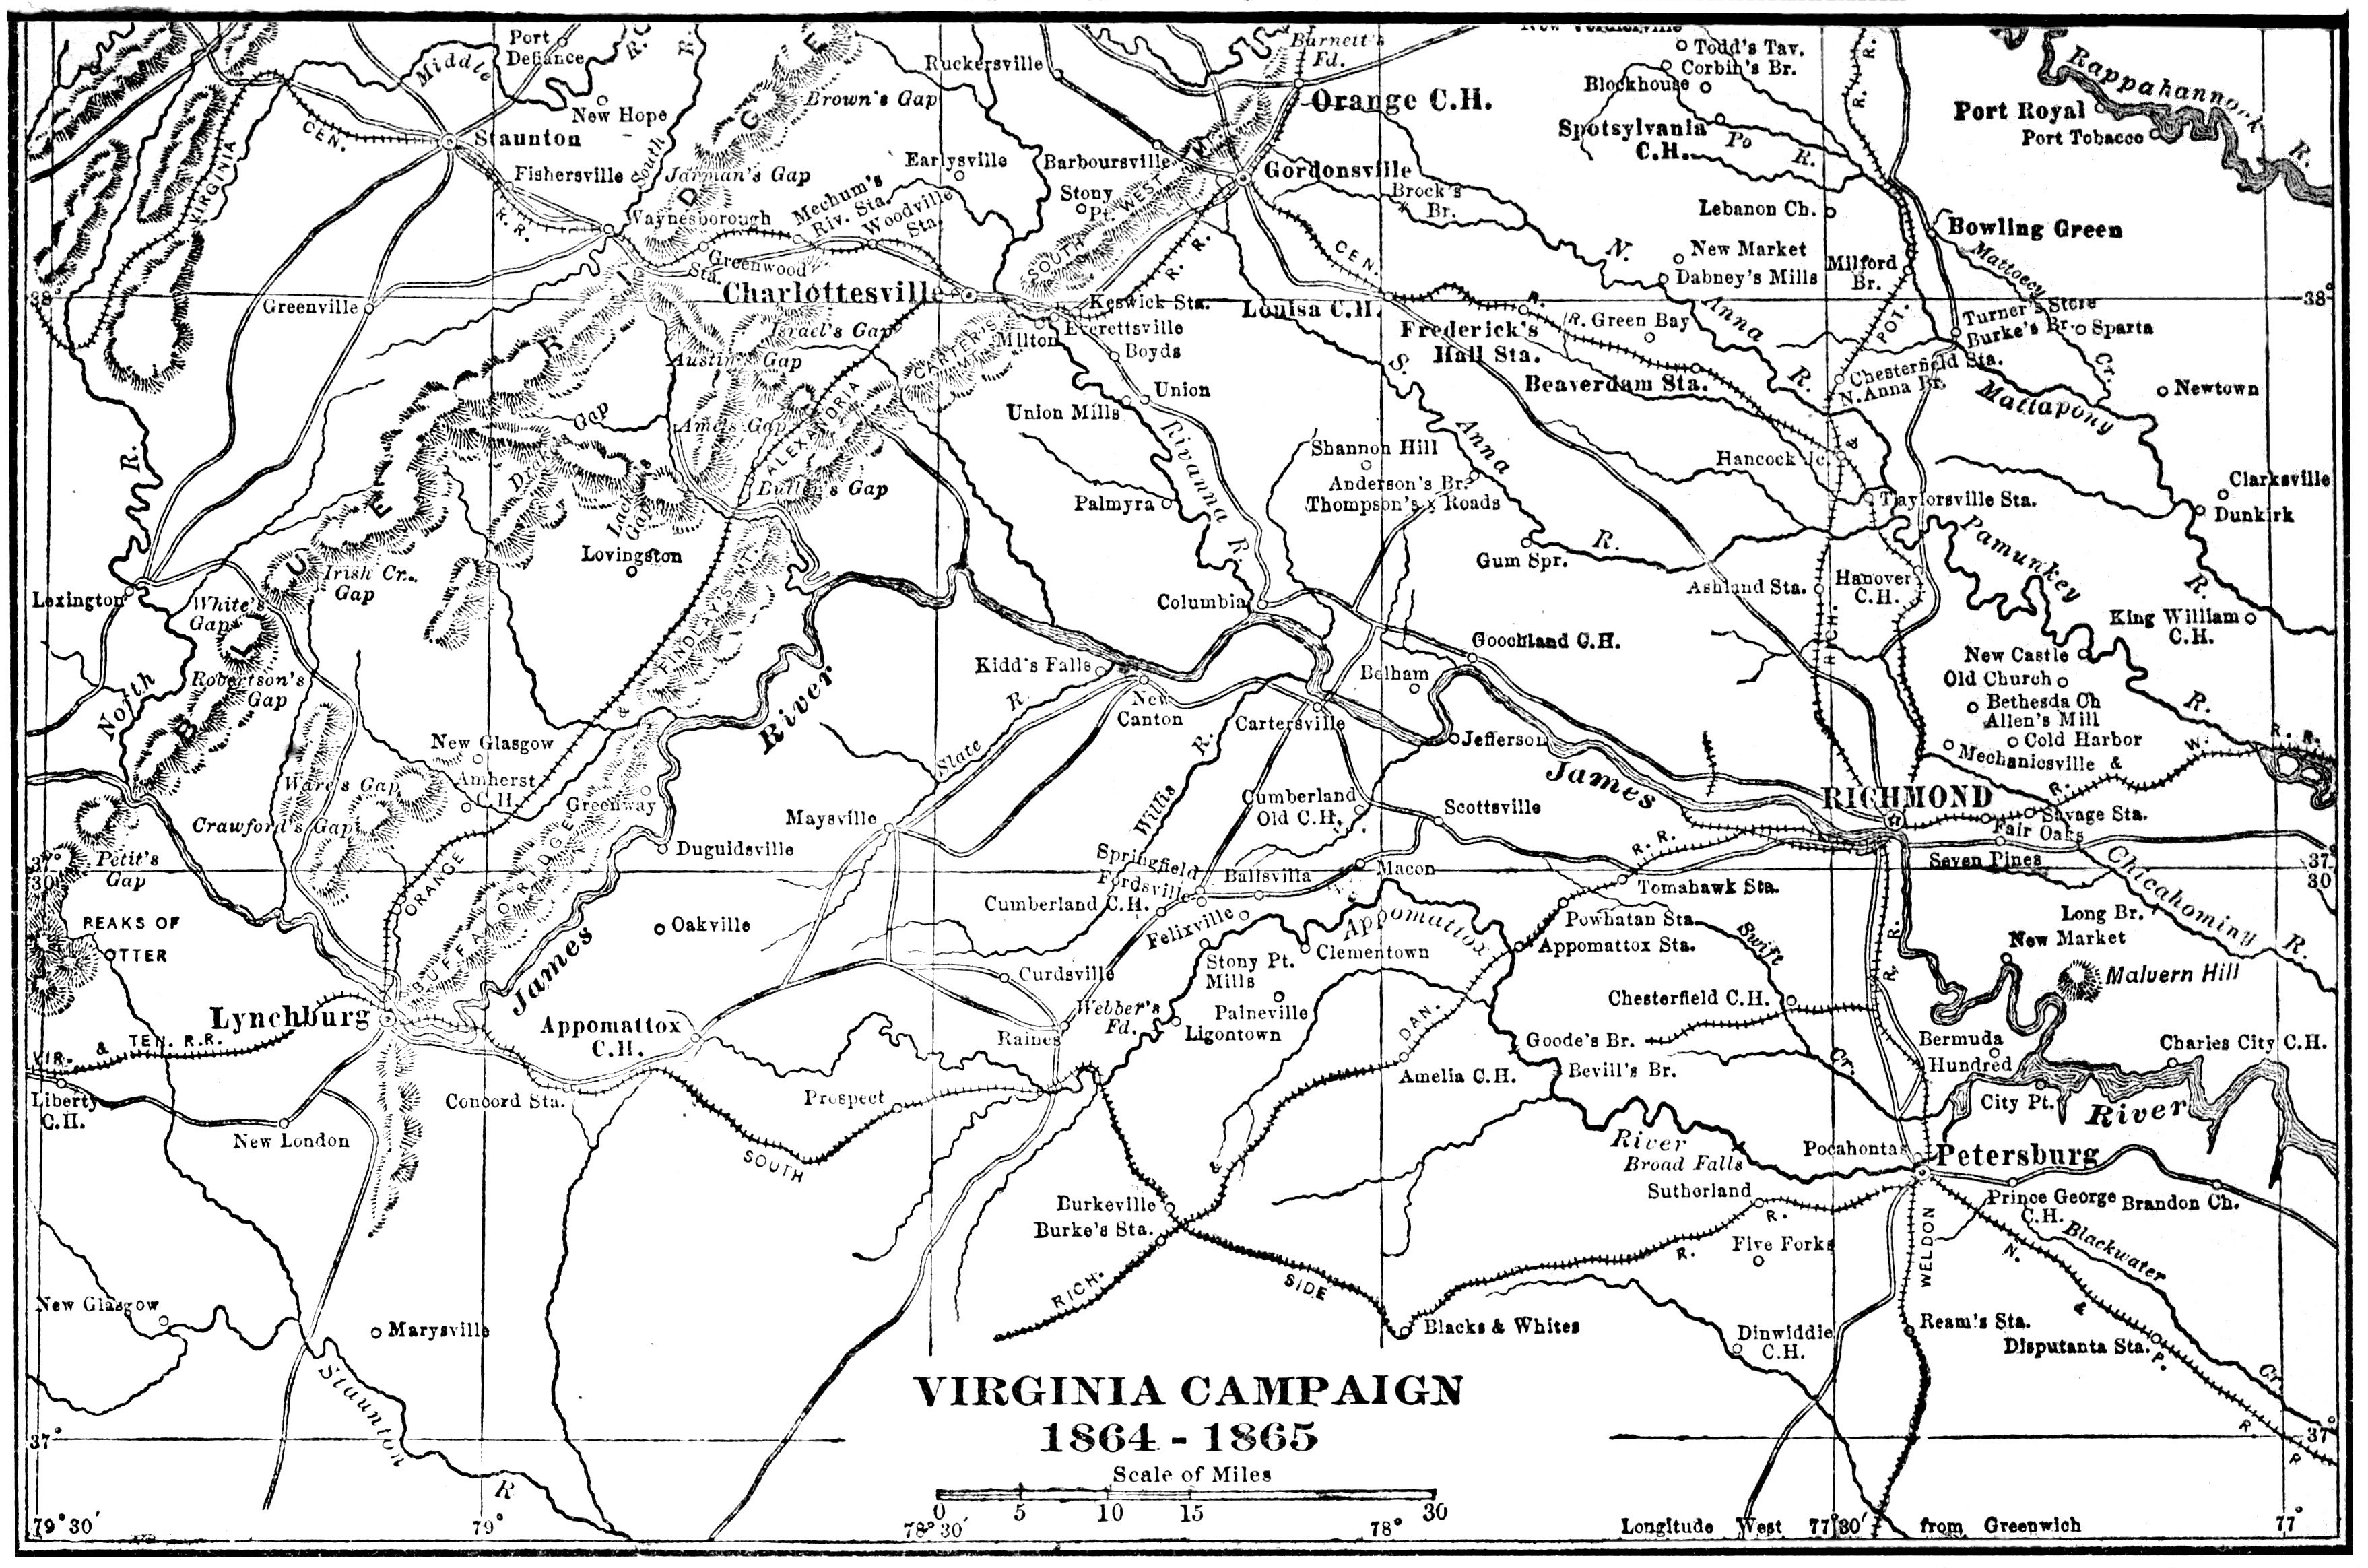 Port
Defiance
Middle
R.
R.
New Hope
Staunton
CEN.
VIRGINIA
Fishersville
R. R.
South
Brown's Gap
Jarman's Gap
Waynesborough
Mechum's
Riv. Sta.
Woodville
Sta.
Greenwood
Sta.
Greenville
Charlottesville
Ruckersville
Earlysville
Barboursville
Stony
Pt.
SOUTH WEST MT.
Burnett's
Fd.
Orange C.H.
Gordonsville
Brock's
Br.
CEN.
R. R.
Keswick Sta.
Everettsville
Milton
Boyds
CARTER'S
MT.
Louisa C.H.
Frederick's
Hall Sta.
R.
R.
Green Bay
Beaverdam Sta.
Todd's Tav.
Corbin's Br.
Blockhouse
Spotsylvania
C.H.
Po
R.
R.
R.
Lebanon Ch.
New Market
Dabney's Mills
N.
Anna
R.
Milford
Br.
Port Royal
Port Tobacco
Rappahannock
R.
Bowling Green
Mattoecy
Cr.
38°
38°
Turner's Store
Burke's Br.
Sparta
POT.
&
RICH.
Chesterfield Sta.
N. Anna Br.
Mattapony
R.
Newtown
Israel's Gap
Austin's Gap
Amels Gap
ALEXANDRIA
Butler's Gap
Drake's Gap
Lack's
Gap
Lovingston
FINDLAY'S MT.
BLUE RIDGE
North
R.
Lexington
White's
Gap
Irish Cr.
Gap
Robertson's
Gap
Union
Union Mills
Rivanna
R.
Palmyra
Columbia
Shannon Hill
Anderson's Br.
Thompson's x Roads
S.
Anna
R.
Gum Spr.
Hancock Jc.
Taylorsville Sta.
Clarksville
Dunkirk
Pamunkey
R.
Ashland Sta.
Hanover
C.H.
King William
C.H.
New Castle
Old Church
Bethesda Ch
Allen's Mill
Cold Harbor
Mechanicsville
Goochland C.H.
Belham
Kidd's Falls
New
Canton
Cartersville
Jefferson
James
River
Slate
R.
Willis
R.
New Glasgow
Amherst
C.H.
Ware's Gap
Crawford's Gap
Greenway
ORANGE
&
BUFFALO RIDGE
Petit's
Gap
PEAKS OF
OTTER
Duguidsville
Oakville
Maysville
Cumberland
Old C.H.
Scottsville
James
RICHMOND
R.
&
W.
R. R.
Savage Sta.
Fair Oaks
Seven Pines
37°
30'
37°
30'
Chicahominy
R.
Springfield
Fordsville
Ballsvilla
Macon
Cumberland C.H.
Felixville
Appomattox
Clementown
Stony Pt.
Mills
Paineville
Ligontown
R. R.
Tomahawk Sta.
Powhatan Sta.
Appomattox Sta.
Swift
Cr.
Long Br.
New Market
Malvern Hill
R.
R.
Chesterfield C.H.
Goode's Br.
Bevill's Br.
DAN.
&
RICH.
Amelia C.H.
Bermuda
Hundred
City Pt.
Charles City C.H.
River
Lynchburg
James
VIR. & TEN. R.R.
Liberty
C.H.
New London
Concord Sta.
Appomattox
C.H.
Curdsville
Raines
Webber's
Fd.
Prospect
SOUTH
SIDE
R.
R.
Burkeville
Burke's Sta.
River
Broad Falls
Pocahontas
Petersburg
Sutherland
Five Forks
Prince George
C.H.
Brandon Ch.
Blackwater
Cr.
WELDON
N.
&
P.
R.
R
Ream's Sta.
Disputanta Sta.
New Glasgow
Marysville
Staunton
R
Blacks & Whites
Dinwiddie
C.H.
37°
37°
VIRGINIA CAMPAIGN
1864 - 1865
Scale of Miles
0 5 10 15 30
79°30' 79° 78°30' 78° Longitude West 77°30' from Greenwich 77°